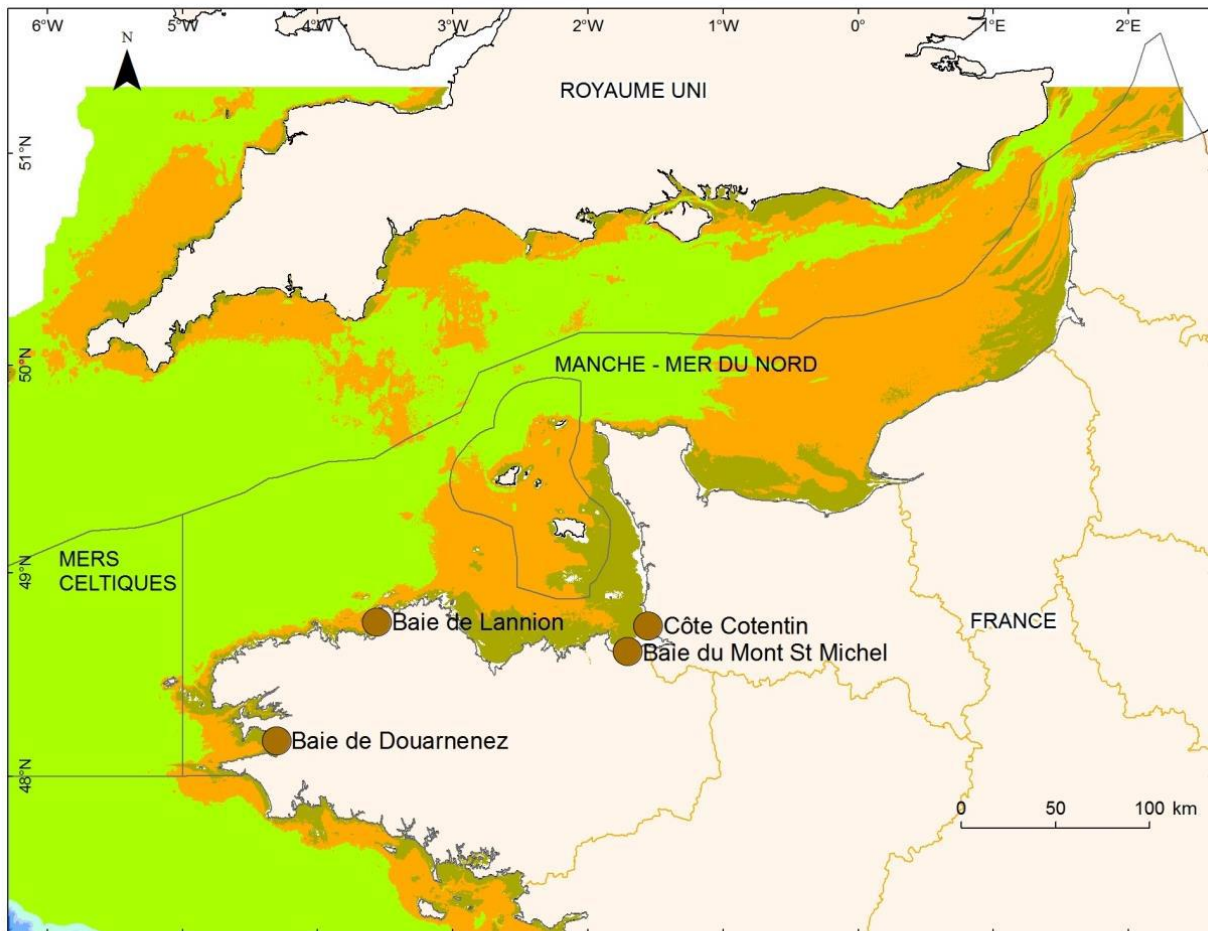 6°W 5°W 4°W 3°W 2°W 1°W 0° 1°E 2°E
N
ROYAUME UNI
51°N
50°N
MANCHE - MER DU NORD
49°N
MERS
CELTIQUES
Baie de Lannion
Côte Cotentin
FRANCE
Baie du Mont St Michel
Baie de Douarnenez
48°N
0 50 100 km